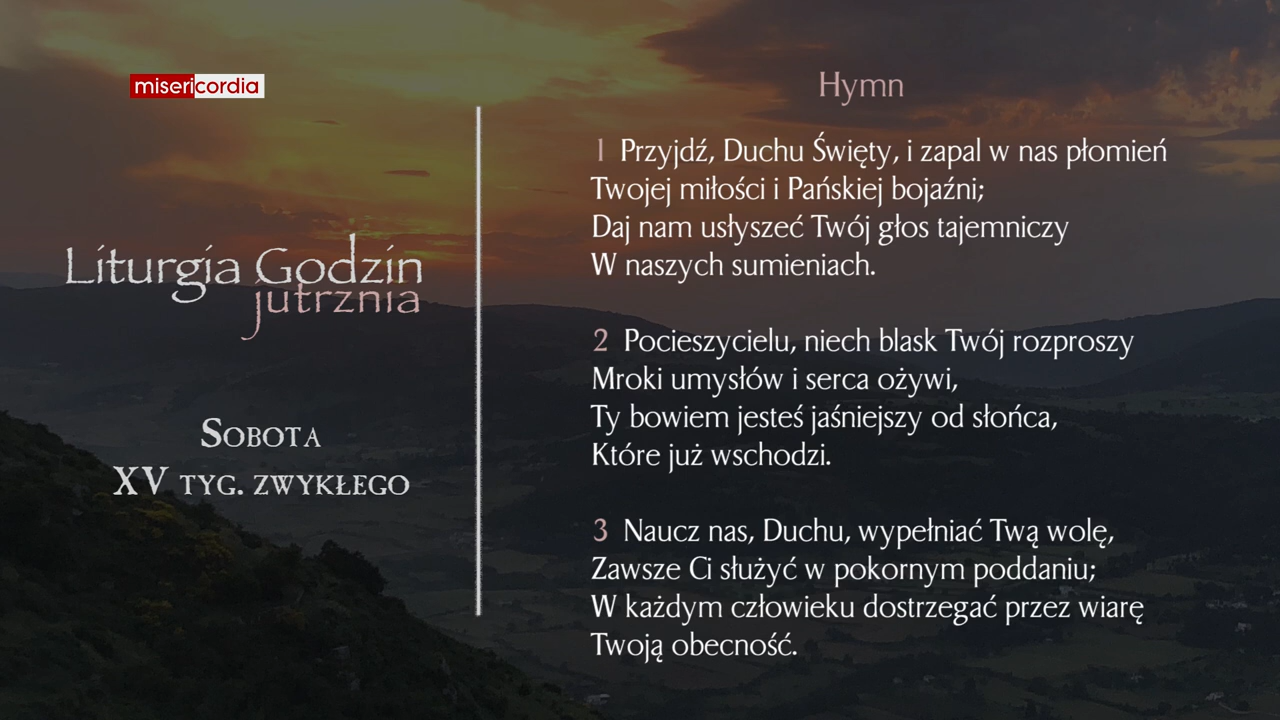 misericordia
Liturgia Godzin
jutrznia
Sobota
XV tyg. zwykłego
Hymn
1 Przyjdź, Duchu Święty, i zapal w nas płomień
Twojej miłości i Pańskiej bojaźni;
Daj nam usłyszeć Twój głos tajemniczy
W naszych sumieniach.
2 Pocieszycielu, niech blask Twój rozproszy
Mroki umysłów i serca ożywi,
Ty bowiem jesteś jaśniejszy od słońca,
Które już wschodzi.
3 Naucz nas, Duchu, wypełniać Twą wolę,
Zawsze Ci służyć w pokornym poddaniu;
W każdym człowieku dostrzegać przez wiarę
Twoją obecność.